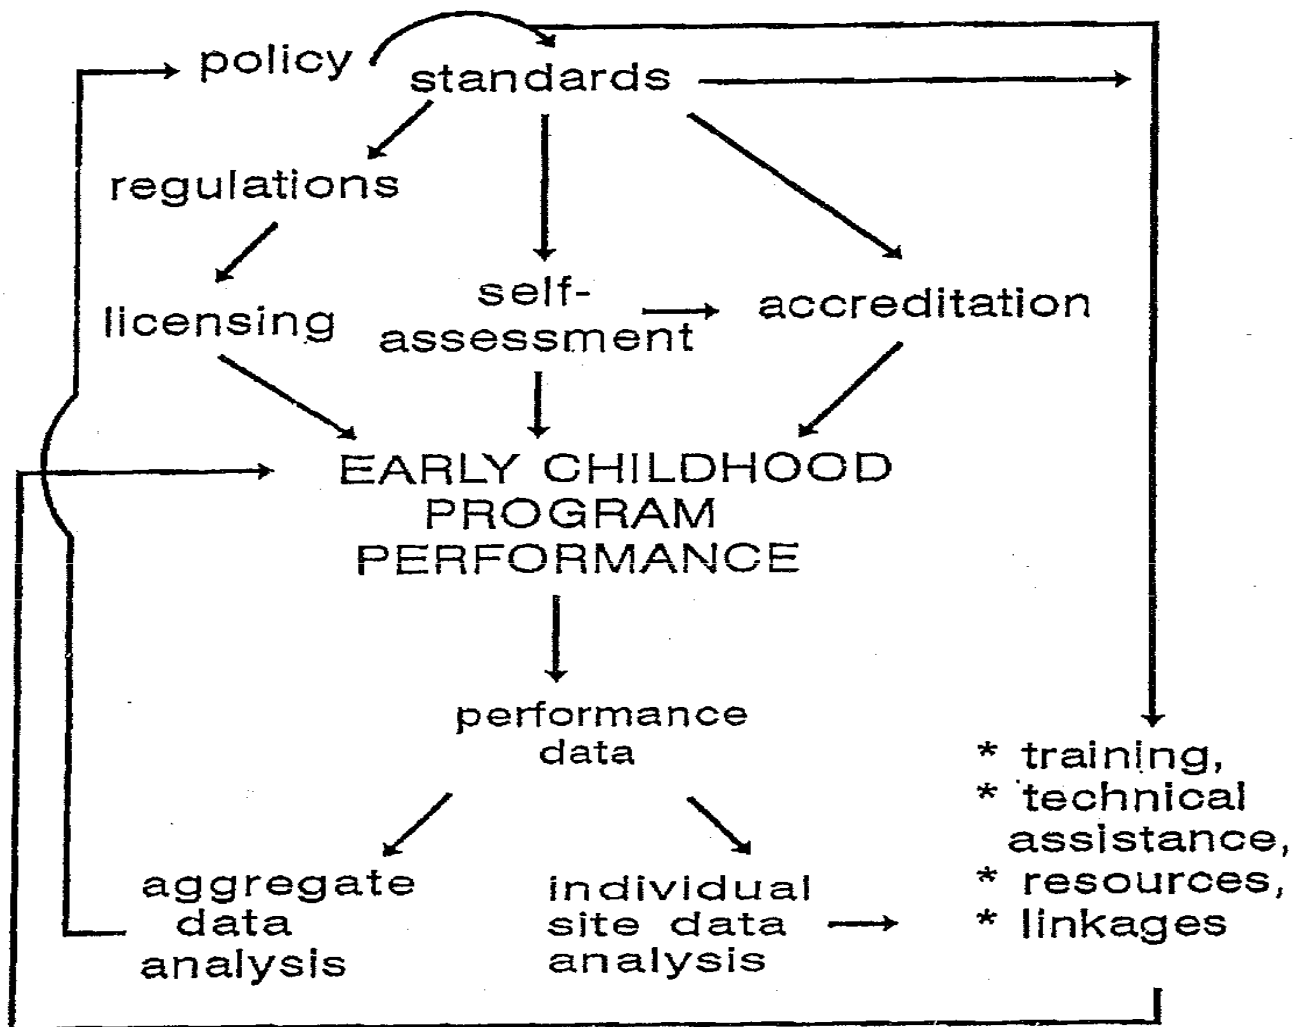 policy
standards
regulations
licensing
self-
assessment
accreditation
EARLY CHILDHOOD
PROGRAM
PERFORMANCE
performance
data
aggregate
data
analysis
individual
site data
analysis
* training,
* technical
assistance,
* resources,
* linkages